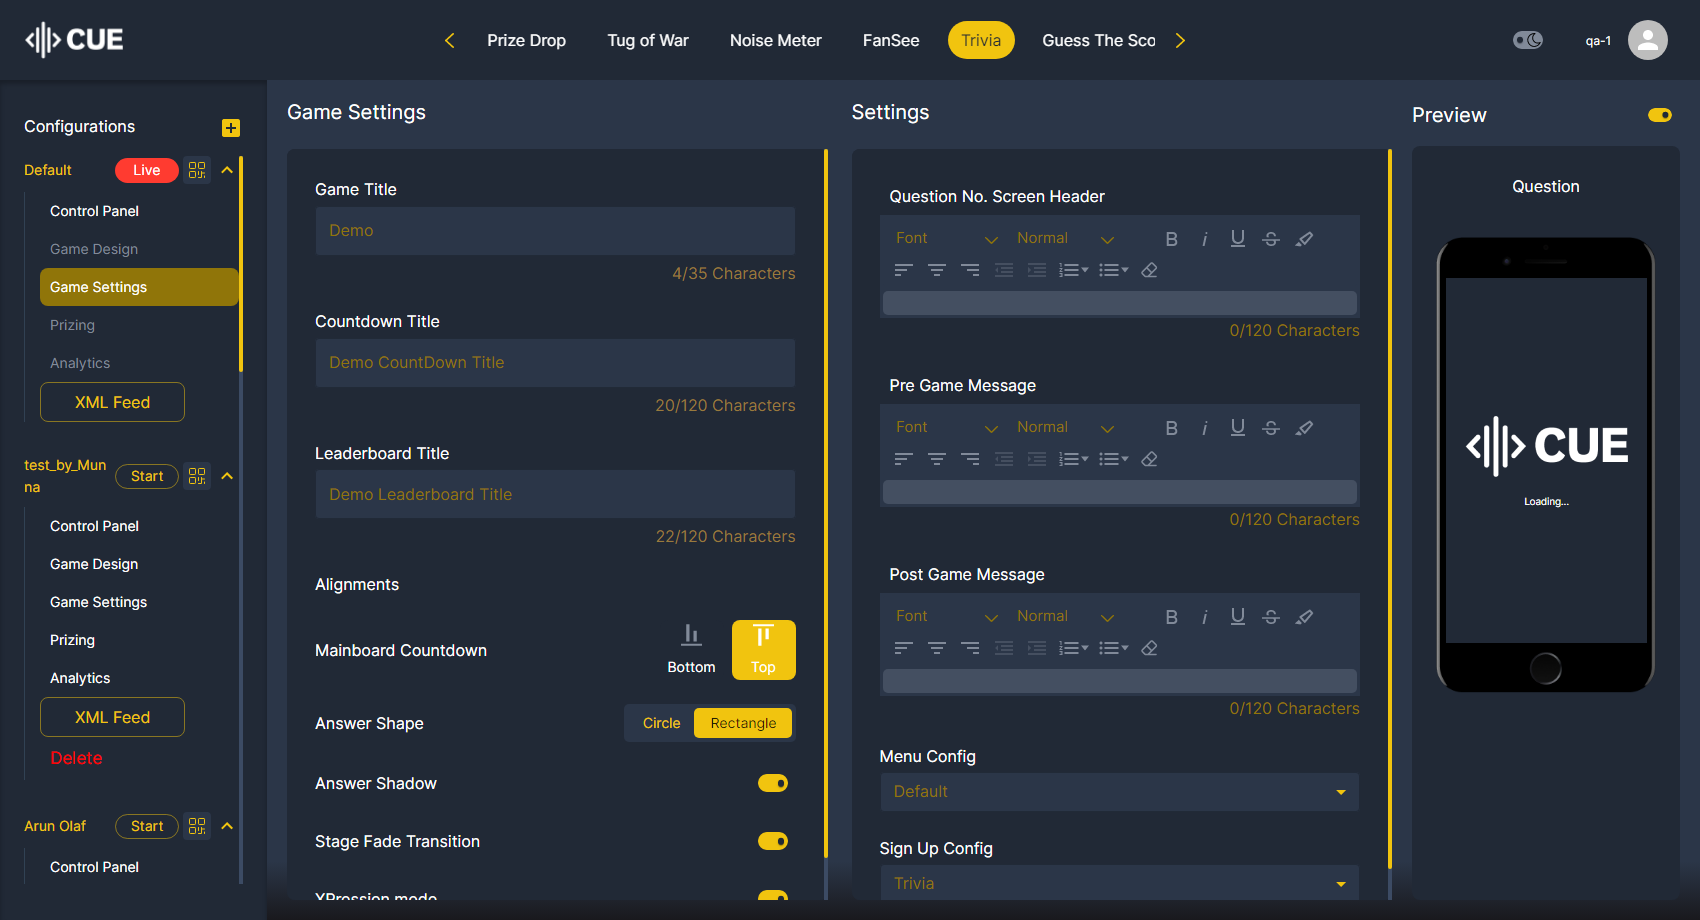 CUE
Prize Drop
Tug of War
Noise Meter
FanSee
Trivia
Guess The Sco
qa-1
Configurations
Default
Live
Control Panel
Game Design
Game Settings
Prizing
Analytics
XML Feed
test_by_Mun
na
Start
Control Panel
Game Design
Game Settings
Prizing
Analytics
XML Feed
Delete
Arun Olaf
Start
Control Panel
Game Settings
Game Title
Demo
4/35 Characters
Countdown Title
Demo CountDown Title
20/120 Characters
Leaderboard Title
Demo Leaderboard Title
22/120 Characters
Alignments
Mainboard Countdown
Bottom
Top
Answer Shape
Circle
Rectangle
Answer Shadow
Stage Fade Transition
XPression mode
Settings
Question No. Screen Header
Font
Normal
B i U S
0/120 Characters
Pre Game Message
Font
Normal
B i U S
0/120 Characters
Post Game Message
Font
Normal
B i U S
0/120 Characters
Menu Config
Default
Sign Up Config
Trivia
Preview
Question
CUE
Loading...